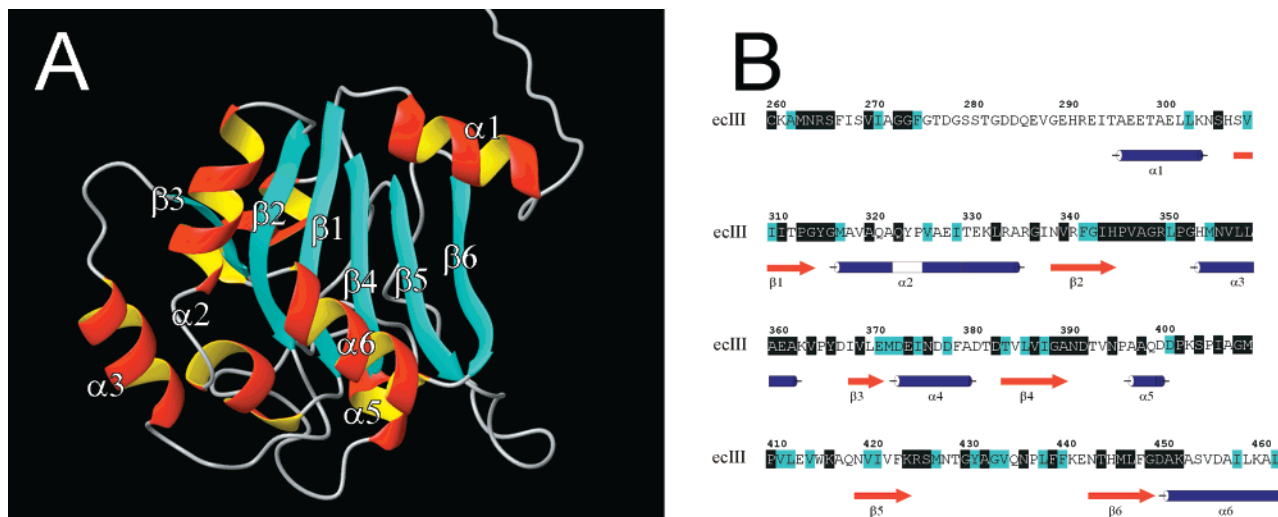 A
α1
β3
β2
β1
β6
β4
β5
α2
α6
α3
α5
B
260 270 280 290 300
ecIII CKAMNRSFISVIAGGFGTDGSSTGDDQEVGEHREITAEETAELLKNSHSV
α1
310 320 330 340 350
ecIII IITPGYGMAVAQAQYPVAEITEKLRARGINVRFGIHPVAGRLPGHMNVLL
β1 α2 β2 α3
360 370 380 390 400
ecIII AEAKVPYDIVLEMDEINDDFADTDTVLVIGANDTVNPAAQDDPKSPIAGM
β3 α4 β4 α5
410 420 430 440 450 460
ecIII PVLEVWKAQNVIVFKRSMNTGYAGVQNPLFFKENTHMLFGDAKASVDAILKAL
β5 β6 α6